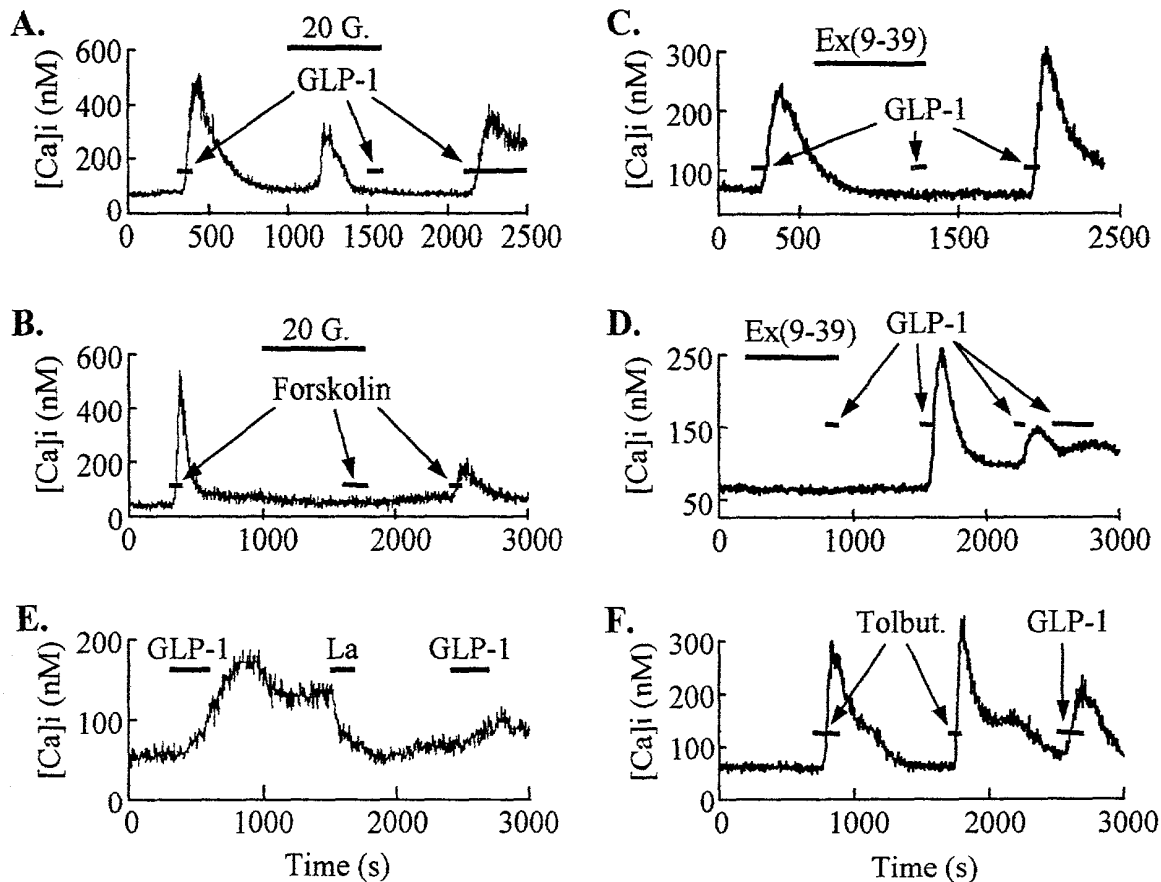 A.
20 G.
GLP-1
[Ca]i (nM)
600
400
200
0
0 500 1000 1500 2000 2500
B.
20 G.
Forskolin
[Ca]i (nM)
600
400
200
0
0 1000 2000 3000
E.
GLP-1 La GLP-1
[Ca]i (nM)
200
100
0
0 1000 2000 3000
Time (s)
C.
Ex(9-39)
GLP-1
[Ca]i (nM)
300
200
100
0 500 1500 2500
D.
Ex(9-39) GLP-1
[Ca]i (nM)
250
150
50
0 1000 2000 3000
F.
Tolbut. GLP-1
[Ca]i (nM)
300
200
100
0
0 1000 2000 3000
Time (s)